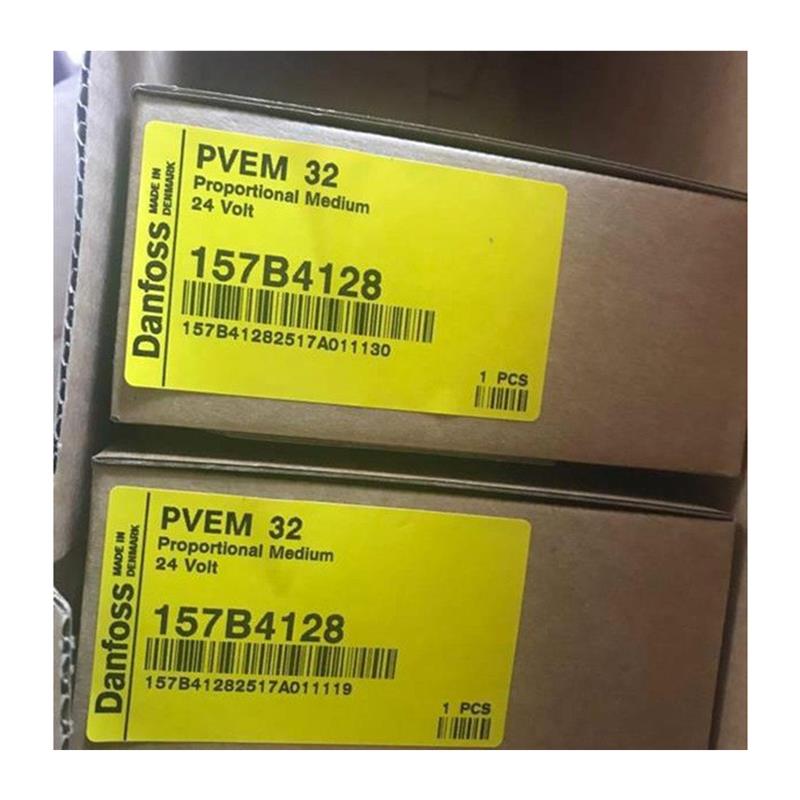 Danfoss
MADE IN
DENMARK
PVEM 32
Proportional Medium
24 Volt
157B4128
157B41282517A011130
1 PCS
Danfoss
MADE IN
DENMARK
PVEM 32
Proportional Medium
24 Volt
157B4128
157B41282517A011119
1 PCS